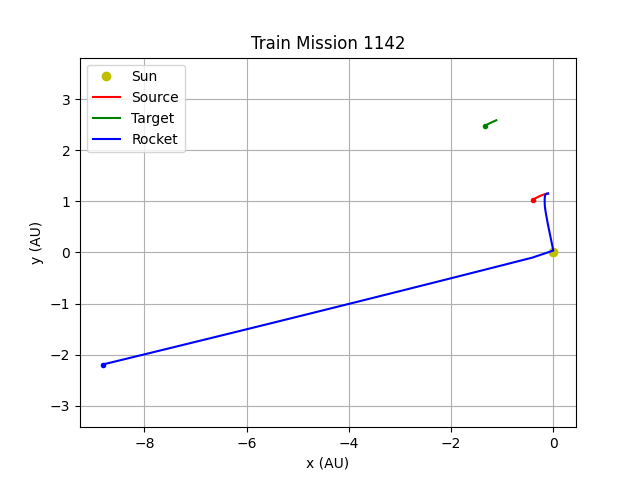 Train Mission 1142
Sun
Source
Target
Rocket
3
2
1
0
−1
−2
−3
y (AU)
−8
−6
−4
−2
0
x (AU)